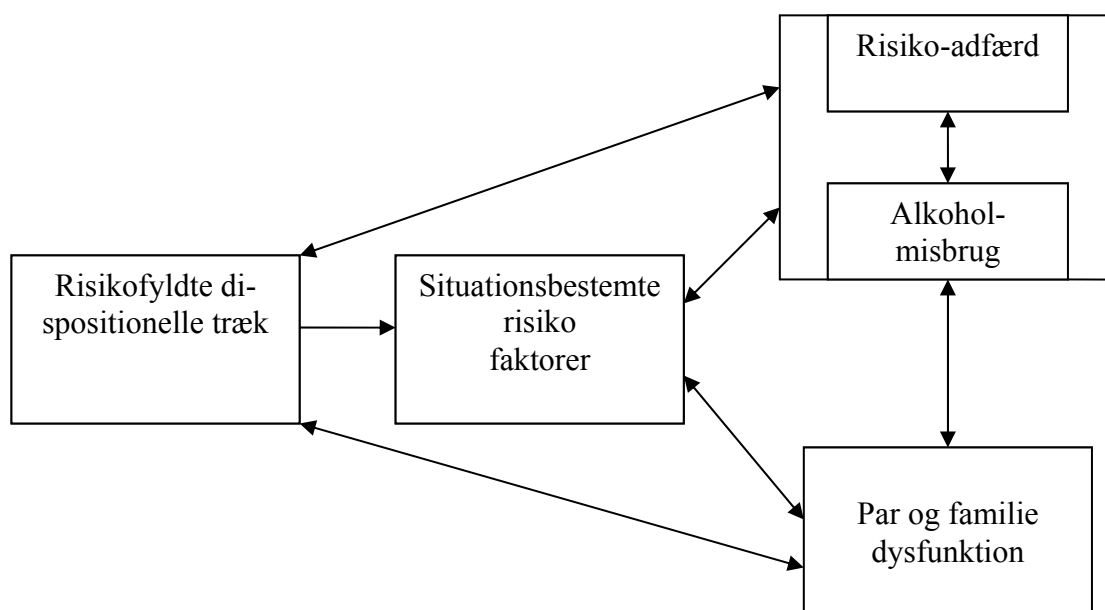 Risiko-adfærd
Alkohol-
misbrug
Risikofyldte di-
spositionelle træk
Situationsbestemte
risiko
faktorer
Par og familie
dysfunktion